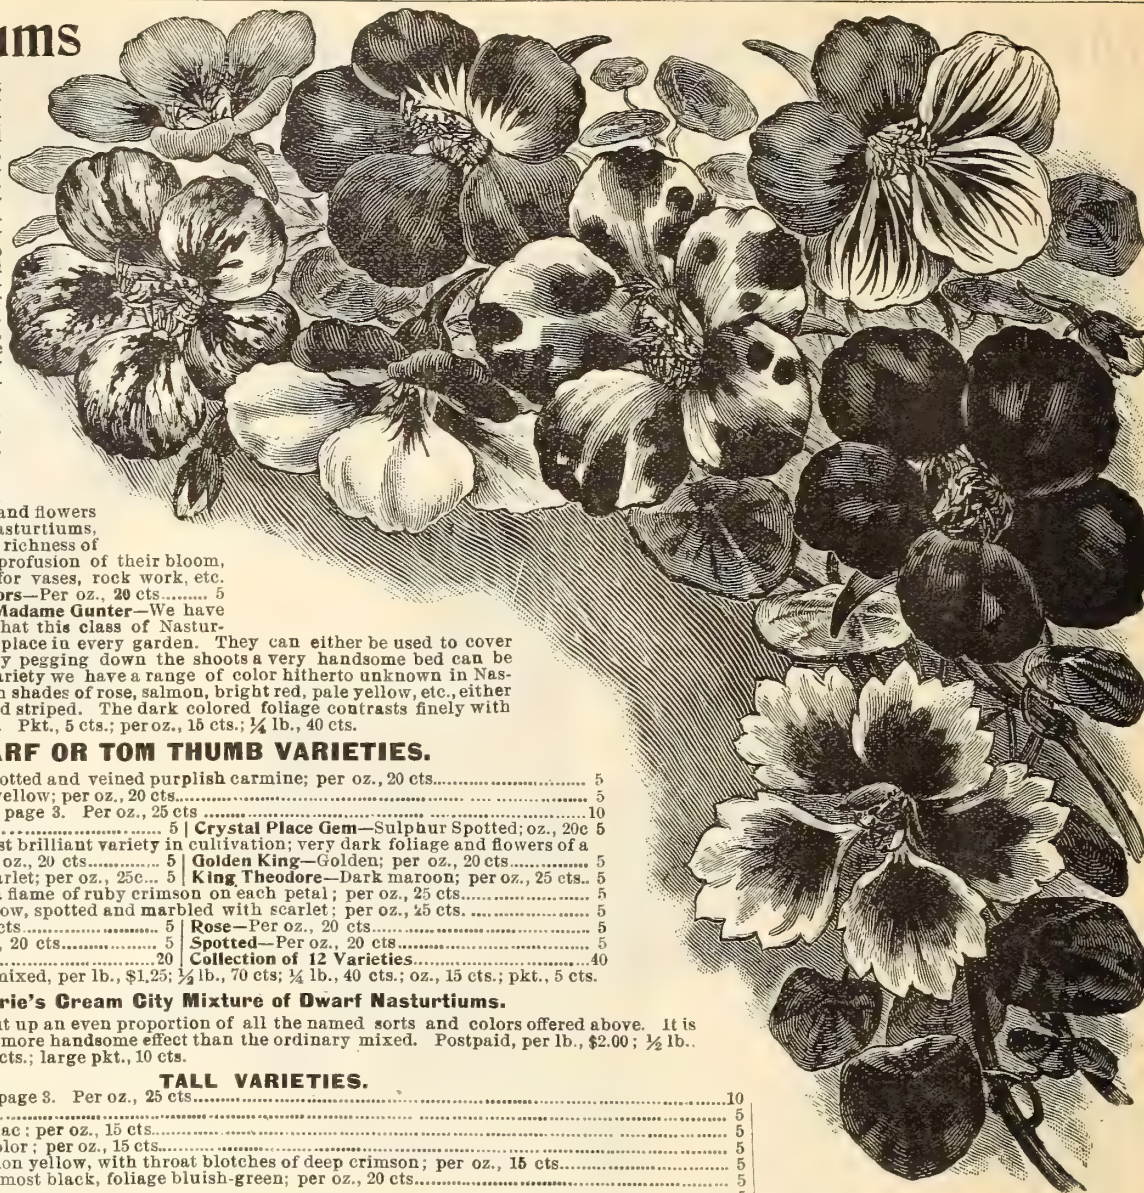 ums
and flowers
asturtiums,
richness of
profusion of their bloom,
for vases, rock work, etc.
ors—Per oz., 20 cts......... 5
Madame Gunter—We have
hat this class of Nastur-
place in every garden. They can either be used to cover
y pegging down the shoots a very handsome bed can be
ariety we have a range of color hitherto unknown in Nas-
n shades of rose, salmon, bright red, pale yellow, etc., either
d striped. The dark colored foliage contrasts finely with
Pkt., 5 cts.; per oz., 15 cts.; ¼ lb., 40 cts.
ARF OR TOM THUMB VARIETIES.
otted and veined purplish carmine; per oz., 20 cts............ 5
yellow; per oz., 20 cts............ 5
page 3. Per oz., 25 cts ............10
............ 5 | Crystal Place Gem—Sulphur Spotted; oz., 20c 5
st brilliant variety in cultivation; very dark foliage and flowers of a
oz., 20 cts............ 5 | Golden King—Golden; per oz., 20 cts............ 5
arlet; per oz., 25c... 5 | King Theodore—Dark maroon; per oz., 25 cts.. 5
flame of ruby crimson on each petal; per oz., 25 cts............ 5
ow, spotted and marbled with scarlet; per oz., 25 cts. ............ 5
cts............ 5 | Rose—Per oz., 20 cts............ 5
, 20 cts............ 5 | Spotted—Per oz., 20 cts............ 5
............20 | Collection of 12 Varieties............40
mixed, per lb., $1.25; ½ lb., 70 cts; ¼ lb., 40 cts.; oz., 15 cts.; pkt., 5 cts.
rie's Cream City Mixture of Dwarf Nasturtiums.
ut up an even proportion of all the named sorts and colors offered above. It is
more handsome effect than the ordinary mixed. Postpaid, per lb., $2.00; ½ lb..
cts.; large pkt., 10 cts.
TALL VARIETIES.
page 3. Per oz., 25 cts............10
............ 5
ac; per oz., 15 cts............ 5
olor; per oz., 15 cts............ 5
on yellow, with throat blotches of deep crimson; per oz., 15 cts............ 5
most black, foliage bluish-green; per oz., 20 cts............ 5